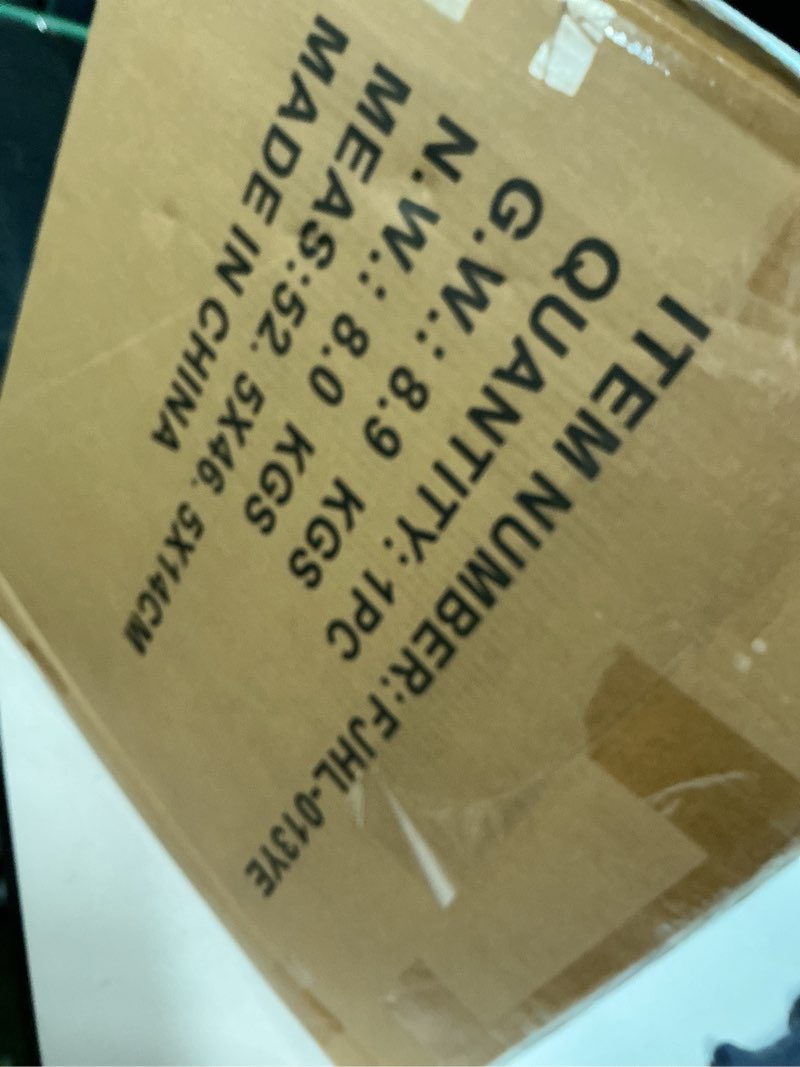 ITEM NUMBER: FJHL-013YE
QUANTITY: 1PC
G.W.: 8.9 KGS
N.W.: 8.0 KGS
MEAS:52. 5X46. 5X14CM
MADE IN CHINA